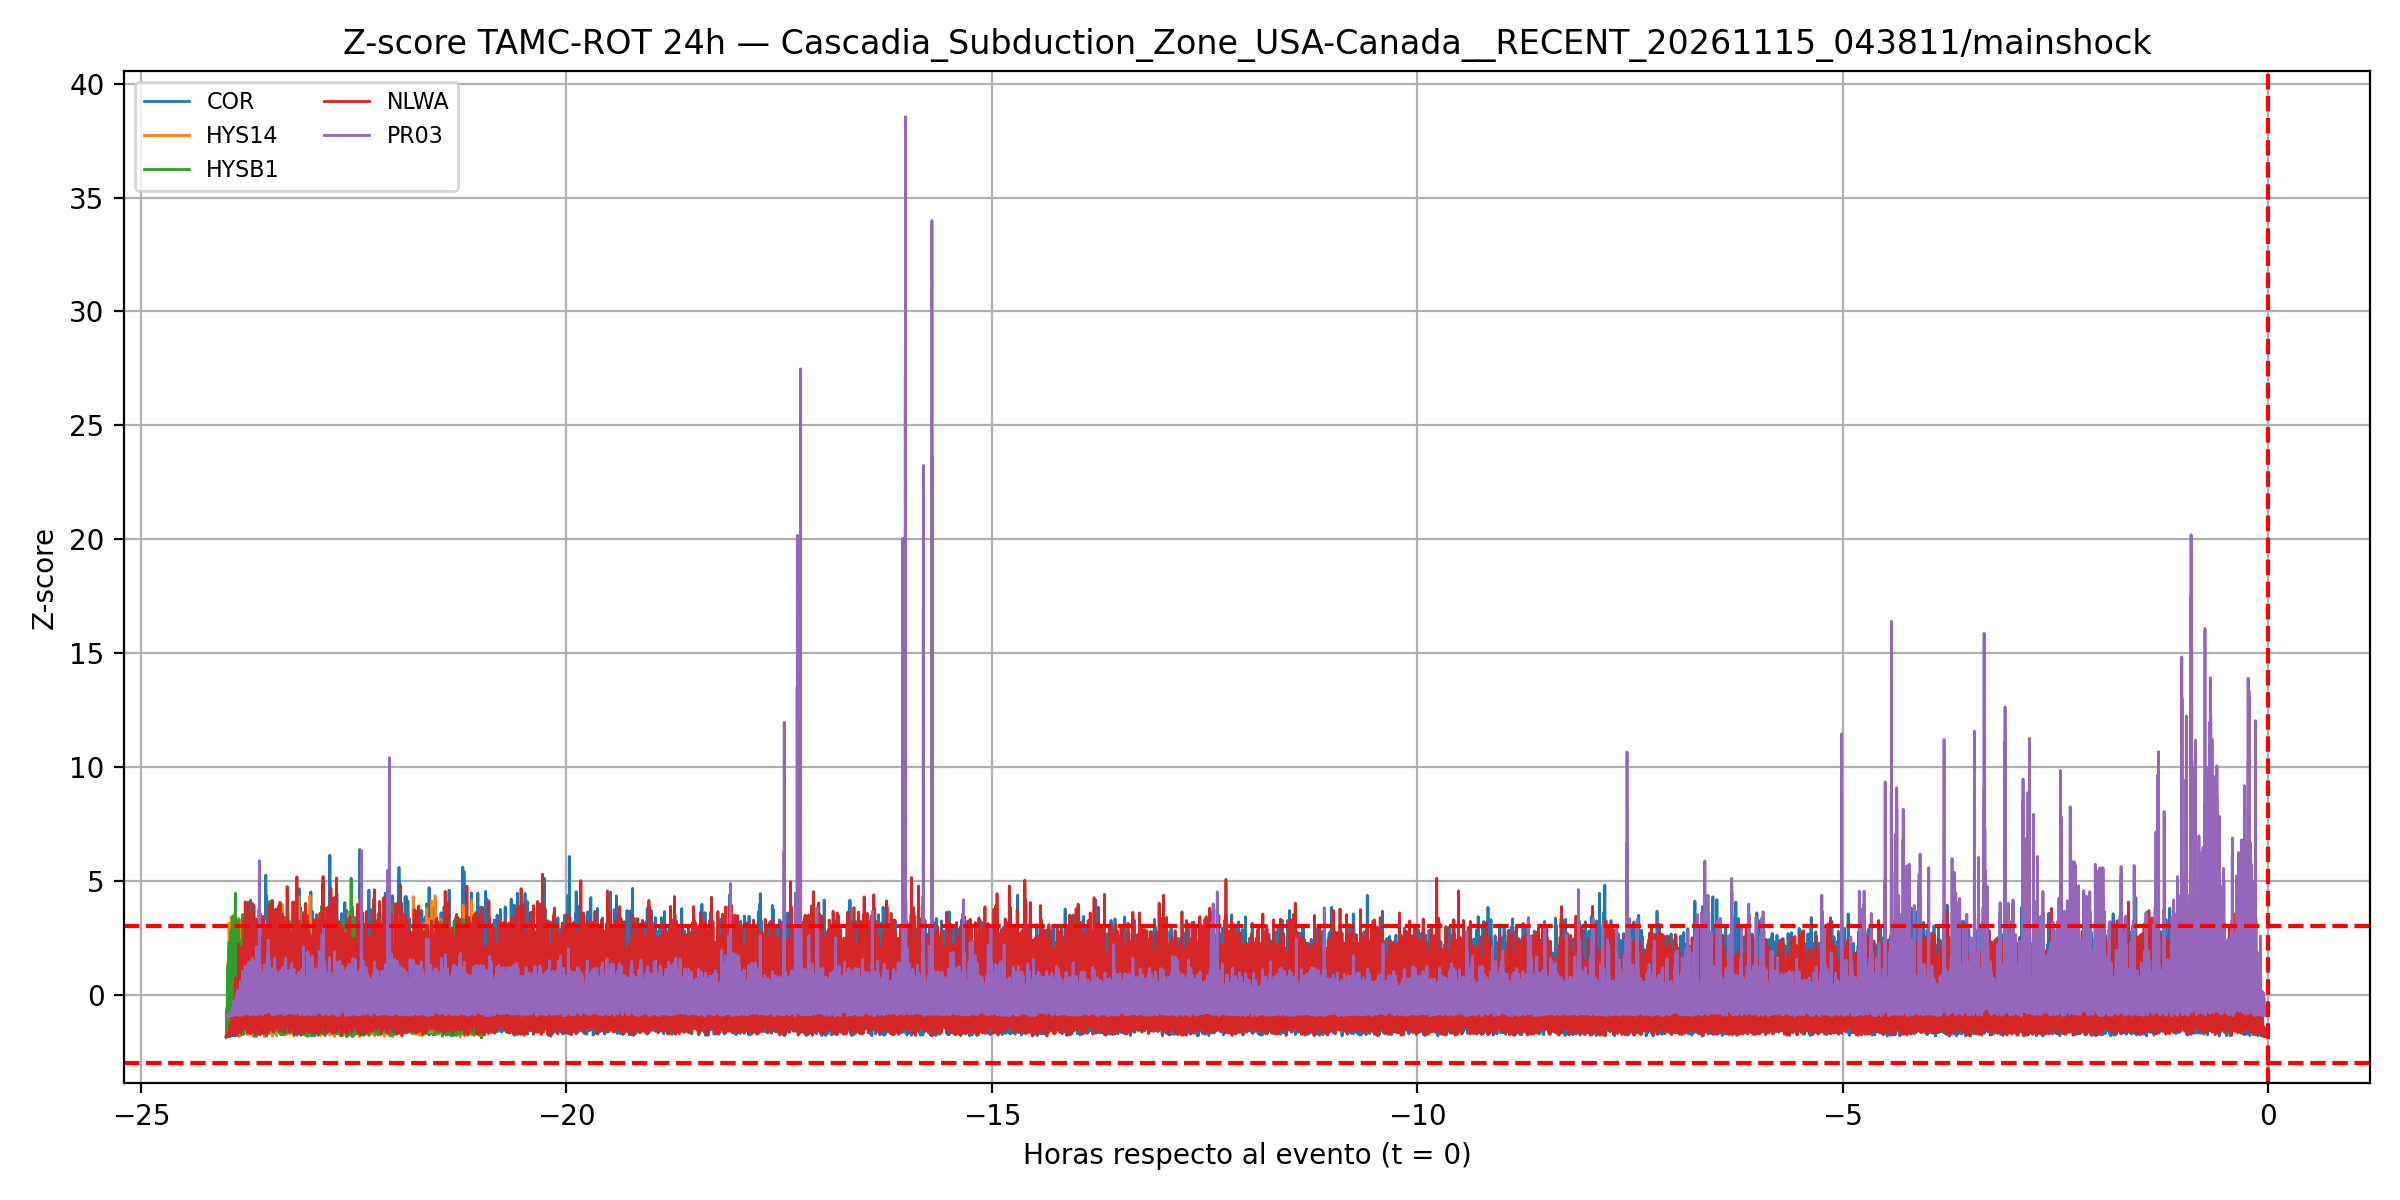 Z-score TAMC-ROT 24h — Cascadia_Subduction_Zone_USA-Canada__RECENT_20261115_043811/mainshock
COR
HYS14
HYSB1
NLWA
PR03
Z-score
40
35
30
25
20
15
10
5
0
−25
−20
−15
−10
−5
0
Horas respecto al evento (t = 0)